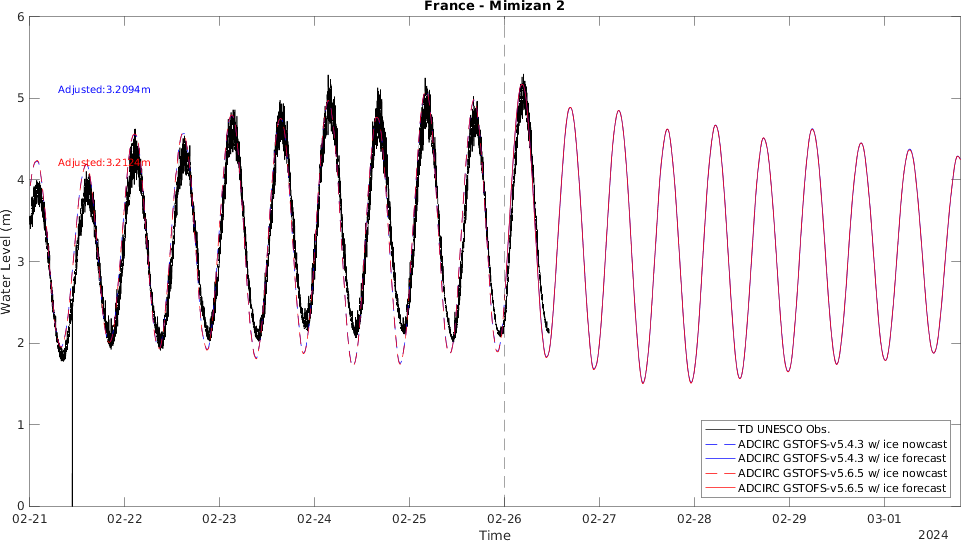 France - Mimizan 2
6
5
4
3
2
1
0
Water Level (m)
Adjusted:3.2094m
Adjusted:3.2124m
TD UNESCO Obs.
ADCIRC GSTOFS-v5.4.3 w/ ice nowcast
ADCIRC GSTOFS-v5.4.3 w/ ice forecast
ADCIRC GSTOFS-v5.6.5 w/ ice nowcast
ADCIRC GSTOFS-v5.6.5 w/ ice forecast
02-21 02-22 02-23 02-24 02-25 02-26 02-27 02-28 02-29 03-01
Time
2024